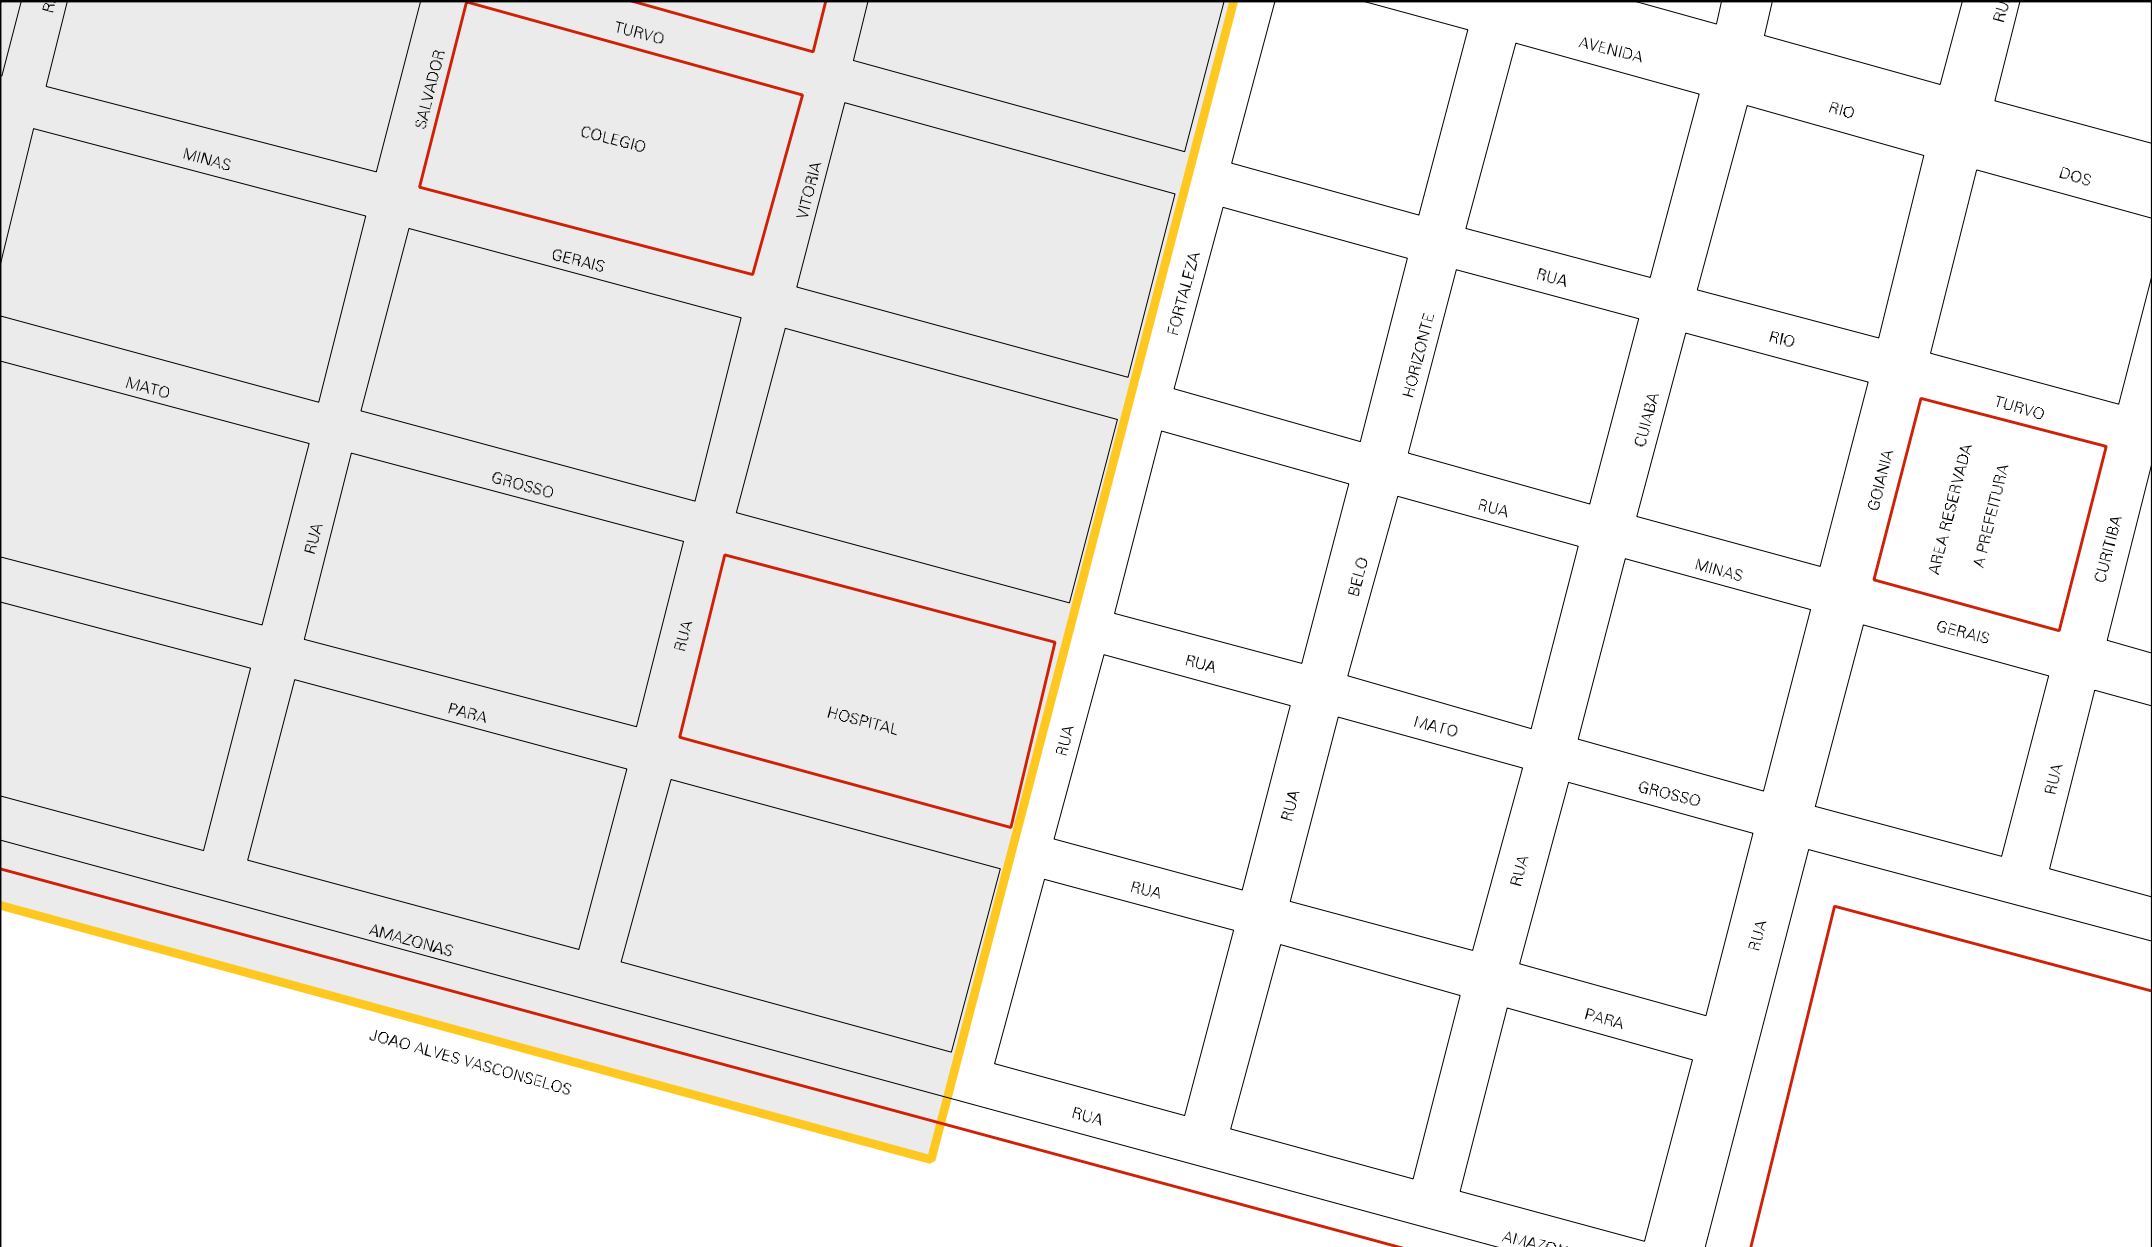 TURVO
SALVADOR
COLEGIO
MINAS
VITORIA
GERAIS
MATO
GROSSO
RUA
RUA
PARA
HOSPITAL
AMAZONAS
JOAO ALVES VASCONSELOS
AVENIDA
RIO
DOS
FORTALEZA
RUA
RIO
TURVO
HORIZONTE
CUIABA
GOIANIA
AREA RESERVADA
A PREFEITURA
CURITIBA
RUA
MINAS
GERAIS
BELO
RUA
MATO
GROSSO
RUA
RUA
RUA
RUA
RUA
RUA
PARA
RUA
RUA